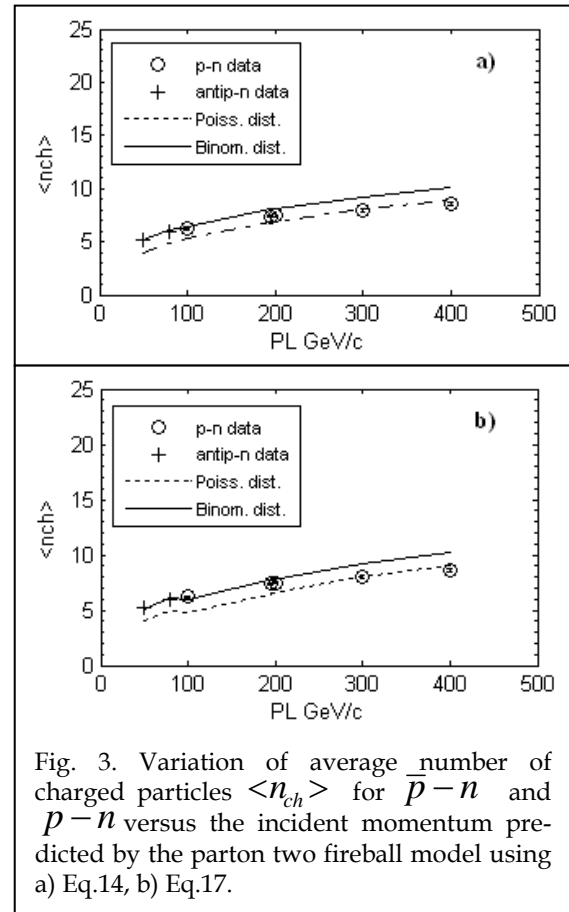 a)
25
20
15
10
5
0
<nch>
p-n data
antip-n data
Poiss. dist.
Binom. dist.
0 100 200 300 400 500
PL GeV/c
b)
25
20
15
10
5
0
<nch>
p-n data
antip-n data
Poiss. dist.
Binom. dist.
0 100 200 300 400 500
PL GeV/c
Fig. 3. Variation of average number of
charged particles <n_{ch}> for p̅ − n and
p − n versus the incident momentum pre-
dicted by the parton two fireball model using
a) Eq.14, b) Eq.17.